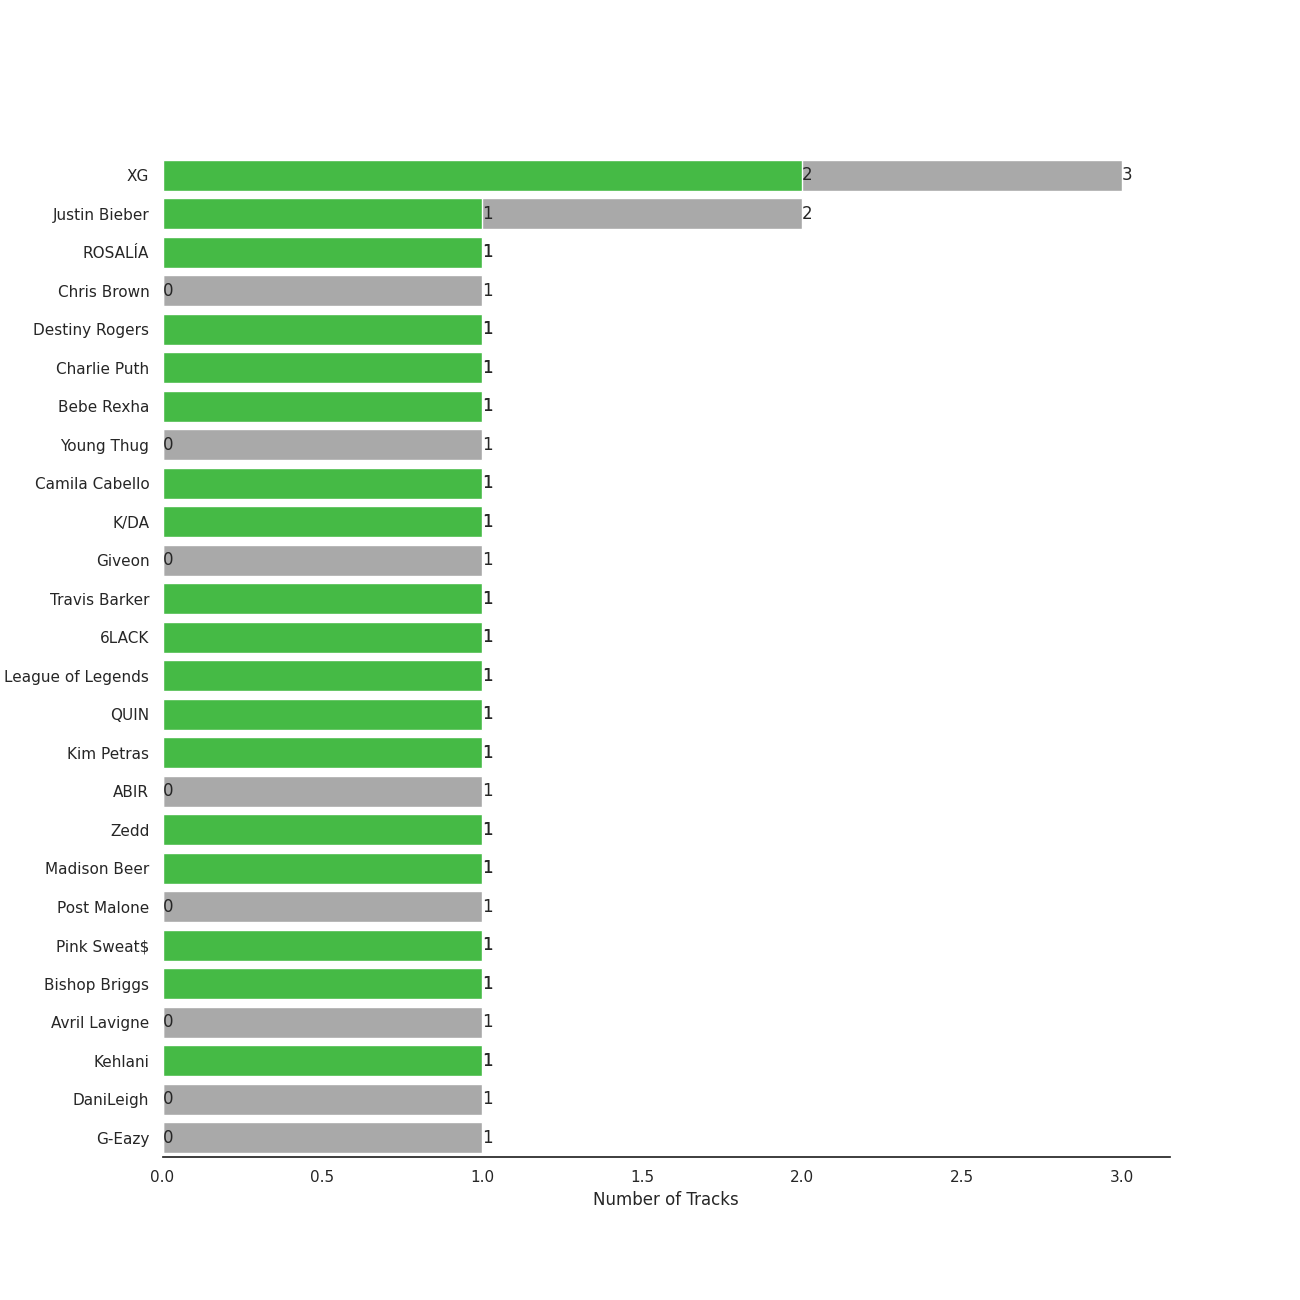 XG 2 3
Justin Bieber 1 2
ROSALÍA 1
Chris Brown 0 1
Destiny Rogers 1
Charlie Puth 1
Bebe Rexha 1
Young Thug 0 1
Camila Cabello 1
K/DA 1
Giveon 0 1
Travis Barker 1
6LACK 1
League of Legends 1
QUIN 1
Kim Petras 1
ABIR 0 1
Zedd 1
Madison Beer 1
Post Malone 0 1
Pink Sweat$ 1
Bishop Briggs 1
Avril Lavigne 0 1
Kehlani 1
DaniLeigh 0 1
G-Eazy 0 1
0.0 0.5 1.0 1.5 2.0 2.5 3.0
Number of Tracks